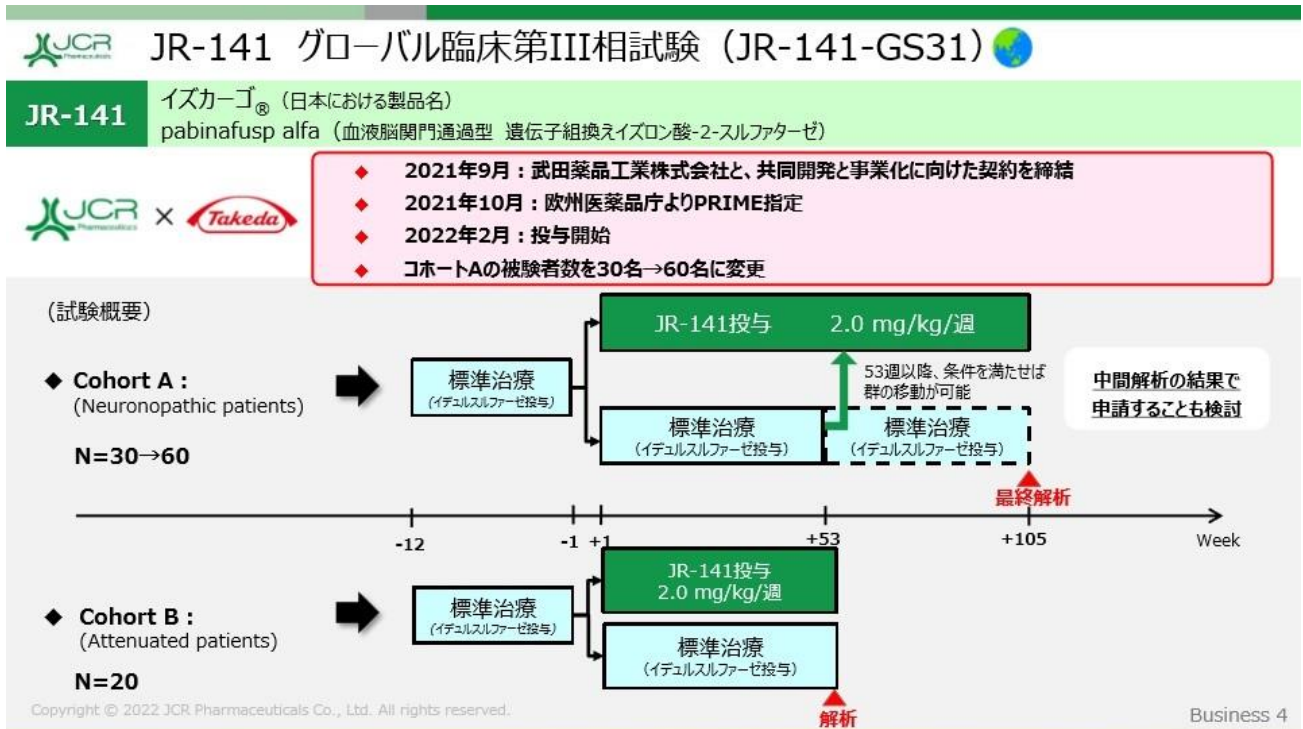 JCR
Pharmaceuticals
JR-141 グローバル臨床第III相試験（JR-141-GS31）
JR-141
イズカーゴ®（日本における製品名）
pabinafusp alfa（血液脳関門通過型 遺伝子組換えイズロン酸-2-スルファターゼ）
JCR
Pharmaceuticals
×
Takeda
◆ 2021年9月：武田薬品工業株式会社と、共同開発と事業化に向けた契約を締結
◆ 2021年10月：欧州医薬品庁よりPRIME指定
◆ 2022年2月：投与開始
◆ コホートAの被験者数を30名→60名に変更
（試験概要）
◆ Cohort A：
(Neuronopathic patients)
N=30→60
標準治療
（イデュルスルファーゼ投与）
JR-141投与 2.0 mg/kg/週
53週以降、条件を満たせば
群の移動が可能
標準治療
（イデュルスルファーゼ投与）
標準治療
（イデュルスルファーゼ投与）
中間解析の結果で
申請することも検討
最終解析
-12 -1 +1 +53 +105 Week
◆ Cohort B：
(Attenuated patients)
N=20
標準治療
（イデュルスルファーゼ投与）
JR-141投与
2.0 mg/kg/週
標準治療
（イデュルスルファーゼ投与）
解析
Copyright © 2022 JCR Pharmaceuticals Co., Ltd. All rights reserved.
Business 4